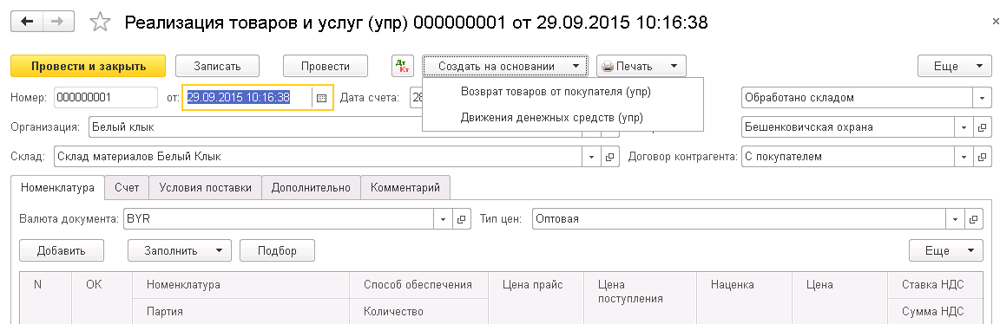 Реализация товаров и услуг (упр) 000000001 от 29.09.2015 10:16:38
Провести и закрыть Записать Провести Дт Кт Создать на основании Печать Еще
Возврат товаров от покупателя (упр)
Движения денежных средств (упр)
Номер: 000000001 от: 29.09.2015 10:16:38 Дата счета: Обработано складом
Организация: Белый клык Бешенковичская охрана
Склад: Склад материалов Белый Клык Договор контрагента: С покупателем
Номенклатура Счет Условия поставки Дополнительно Комментарий
Валюта документа: BYR Тип цен: Оптовая
Добавить Заполнить Подбор Еще
N ОК Номенклатура Способ обеспечения Цена прайс Цена поступления Наценка Цена Ставка НДС
Партия Количество Сумма НДС